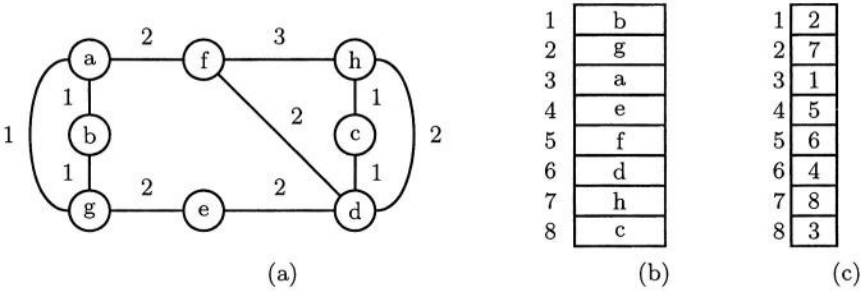 2 3
a f h
1 1
1 2 2
b c
1 1
2 2
g e d
(a)
1 b
2 g
3 a
4 e
5 f
6 d
7 h
8 c
(b)
1 2
2 7
3 1
4 5
5 6
6 4
7 8
8 3
(c)